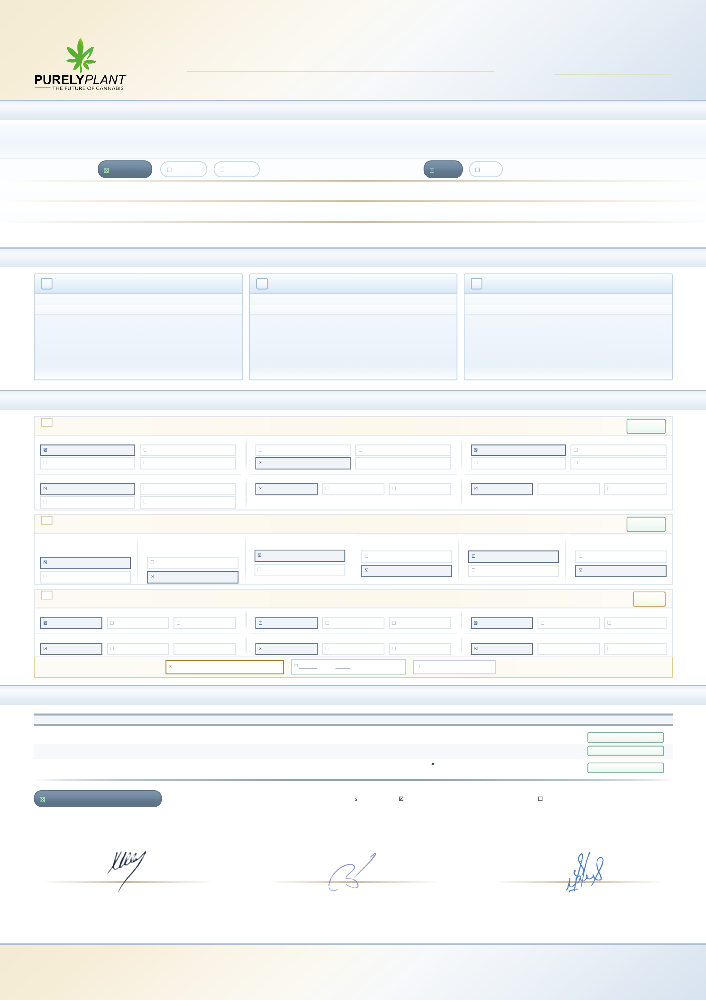 PURELYPLANT
THE FUTURE OF CANNABIS
☒ ☐ ☐ ☒ ☐
☒ ☐ ☐ ☐ ☒ ☐
☐ ☐ ☒ ☐ ☐ ☐
☒ ☐ ☒ ☐ ☐ ☒ ☐ ☐
☐ ☐
☒ ☐ ☒ ☐ ☒ ☐
☐ ☒ ☐ ☒ ☐ ☒
☒ ☐ ☐ ☒ ☐ ☐ ☒ ☐ ☐
☒ ☐ ☐ ☒ ☐ ☐ ☒ ☐ ☐
☒ ☐ ☐
≤
☒ ≤ ☒ ☐